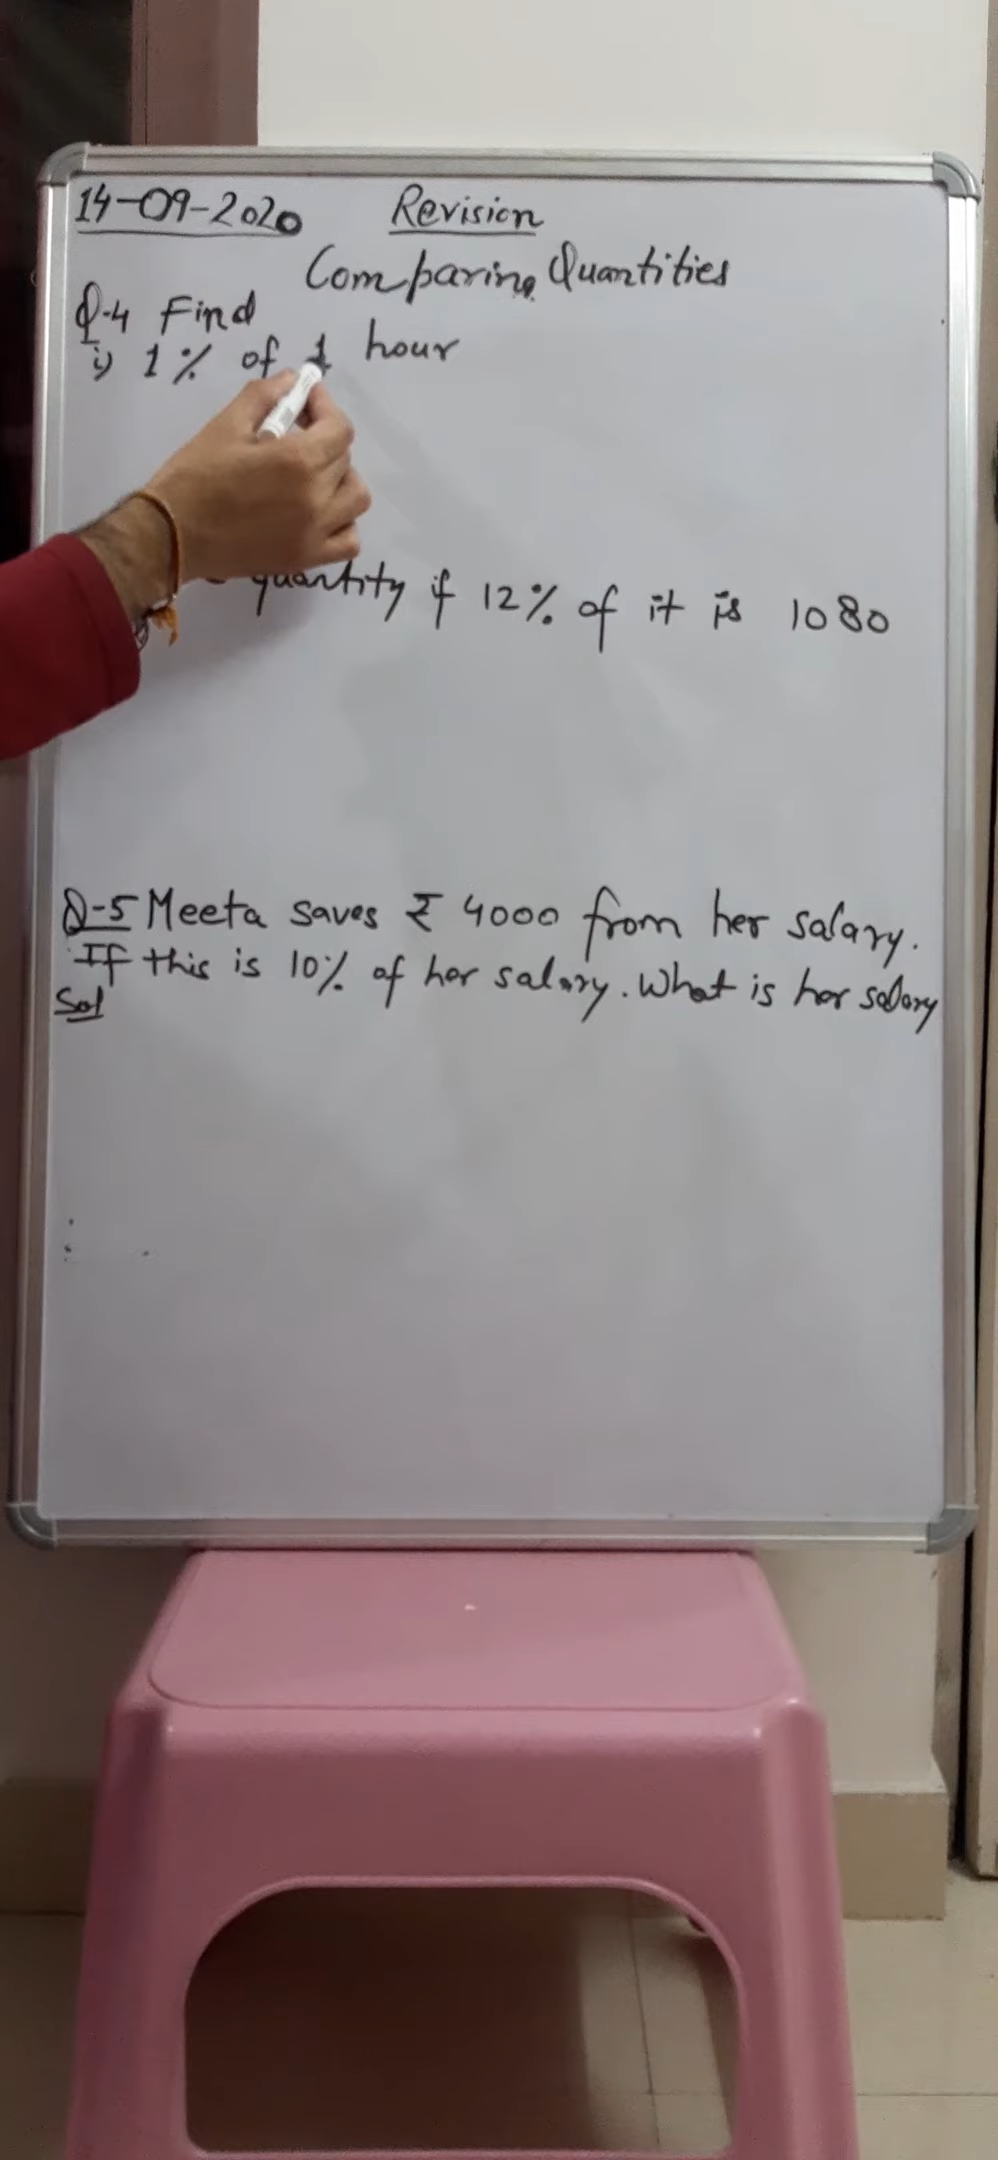 14-09-2020 Revision
Comparing Quantities
Q-4 Find
i) 1% of 1 hour
quantity if 12% of it is 1080
Q-5 Meeta saves ₹ 4000 from her salary.
If this is 10% of her salary. What is her salary
Sol